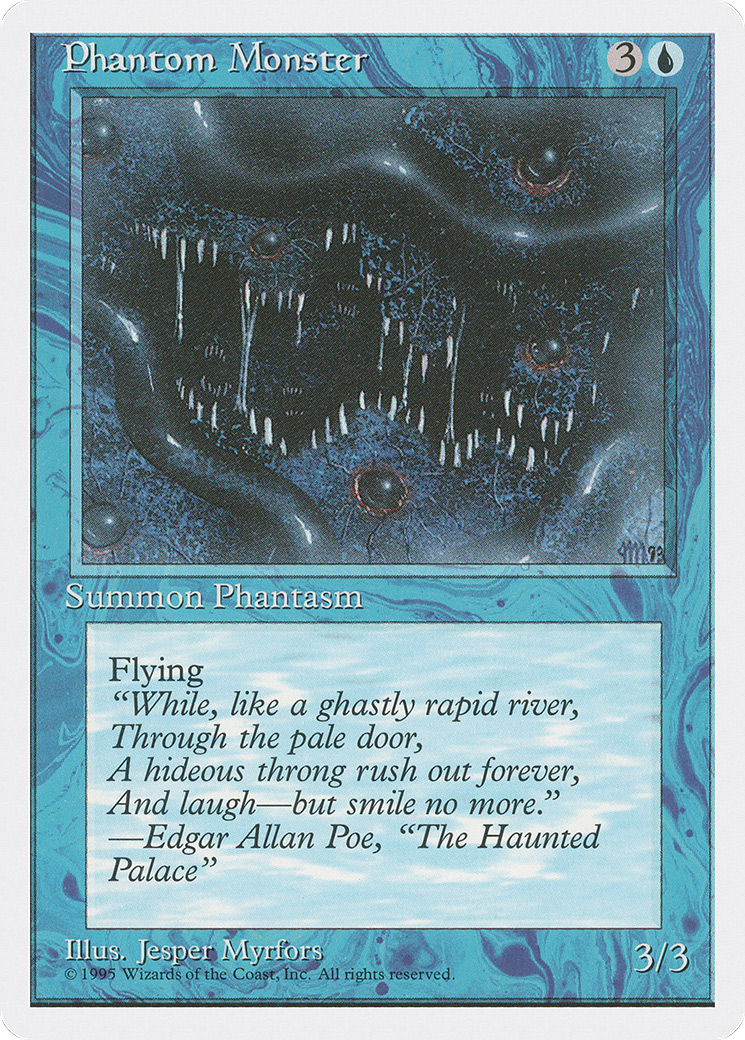 Phantom Monster 3
Summon Phantasm
Flying
“While, like a ghastly rapid river,
Through the pale door,
A hideous throng rush out forever,
And laugh—but smile no more.”
—Edgar Allan Poe, “The Haunted
Palace”
Illus. Jesper Myrfors
© 1995 Wizards of the Coast, Inc. All rights reserved.
3/3